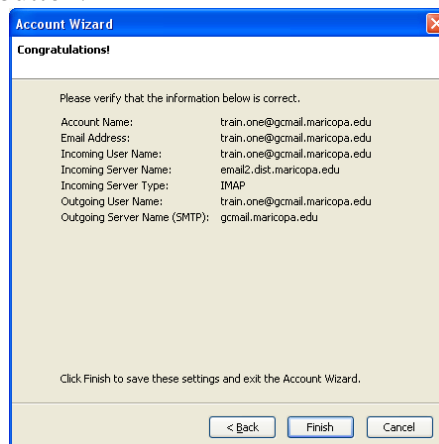 Account Wizard
Congratulations!
Please verify that the information below is correct.
Account Name: train.one@gcmail.maricopa.edu
Email Address: train.one@gcmail.maricopa.edu
Incoming User Name: train.one@gcmail.maricopa.edu
Incoming Server Name: email2.dist.maricopa.edu
Incoming Server Type: IMAP
Outgoing User Name: train.one@gcmail.maricopa.edu
Outgoing Server Name (SMTP): gcmail.maricopa.edu
Click Finish to save these settings and exit the Account Wizard.
< Back Finish Cancel